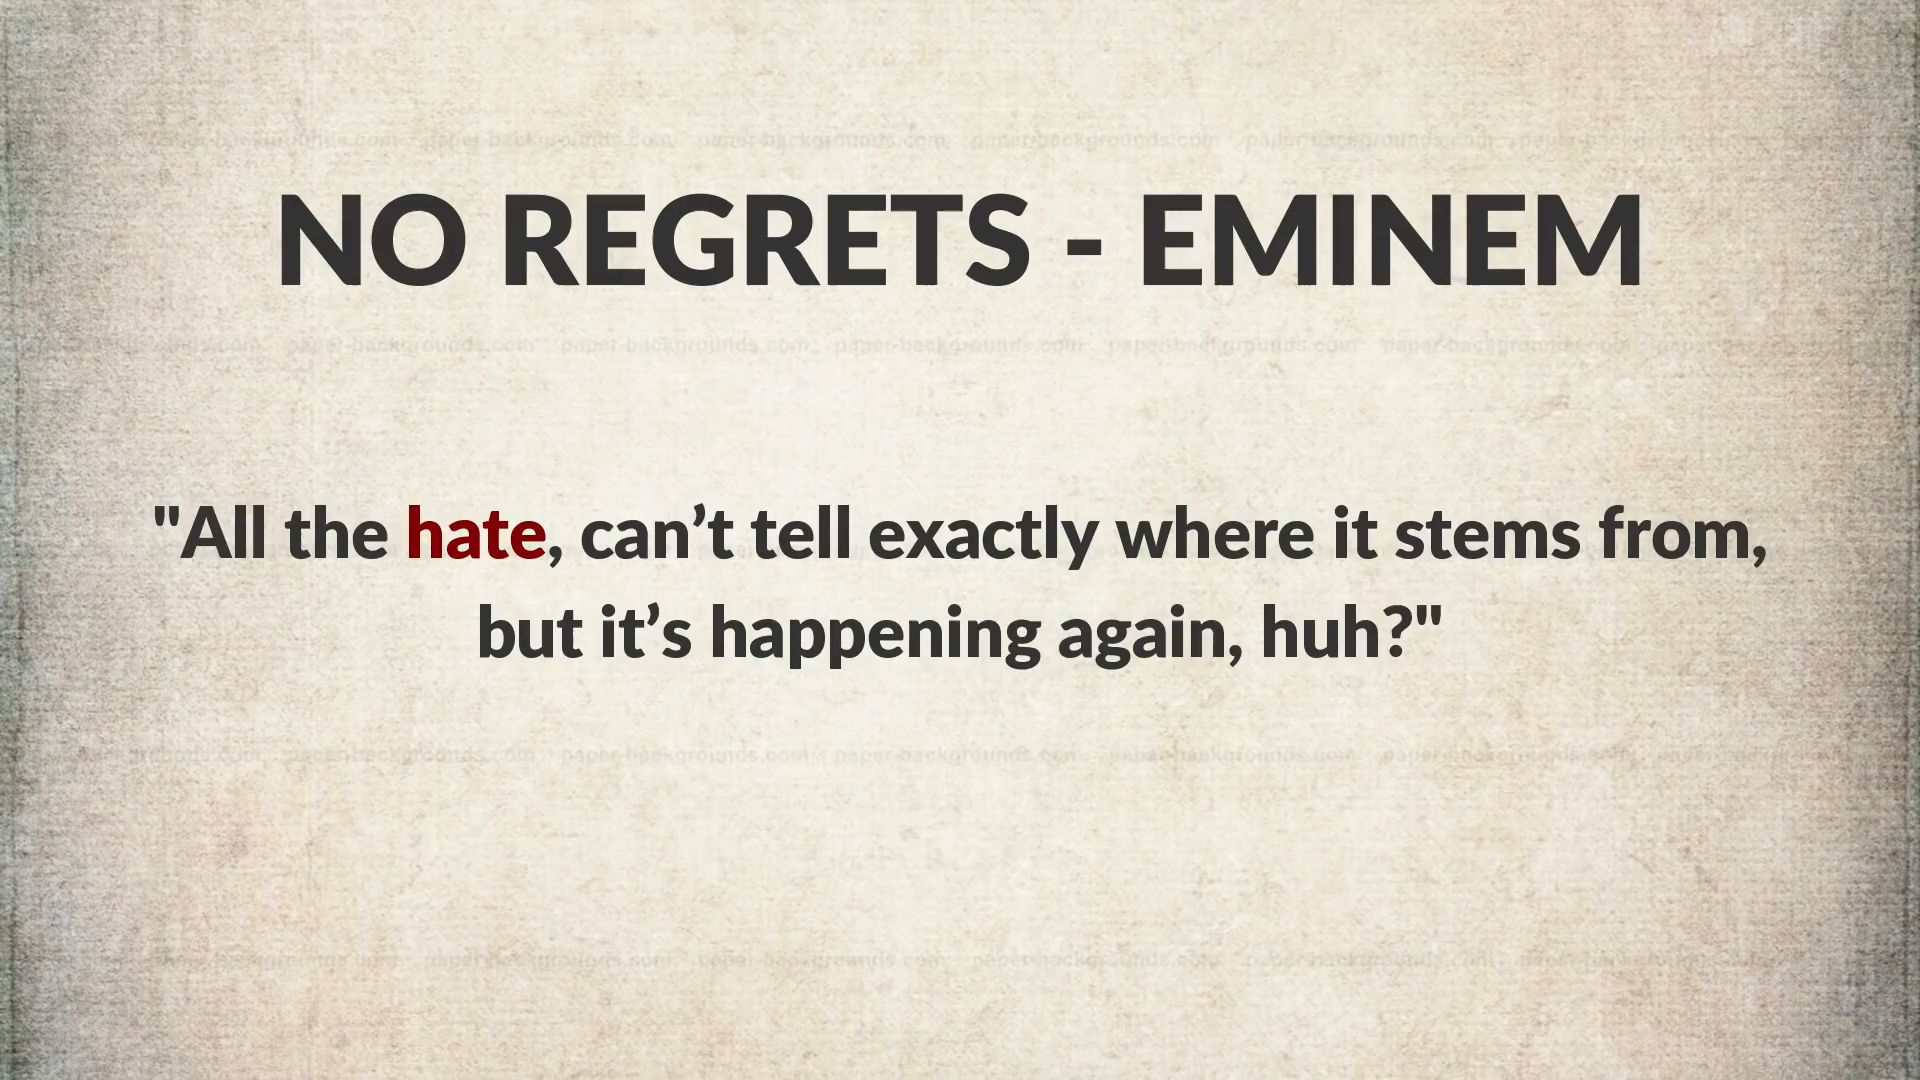 NO REGRETS - EMINEM
"All the hate, can’t tell exactly where it stems from,
but it’s happening again, huh?"